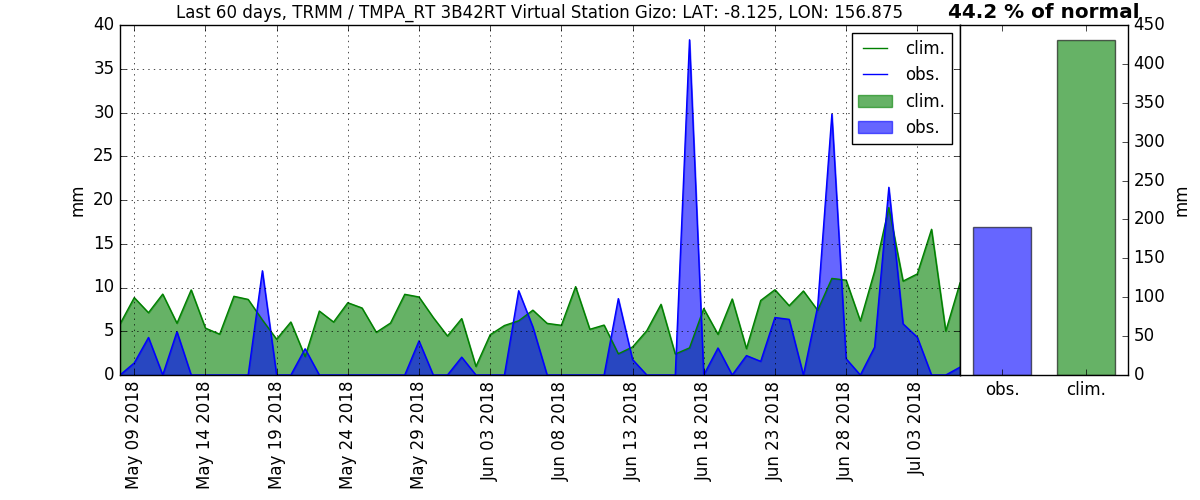 Last 60 days, TRMM / TMPA_RT 3B42RT Virtual Station Gizo: LAT: -8.125, LON: 156.875
44.2 % of normal
40
35
30
25
20
15
10
5
0
mm
clim.
obs.
clim.
obs.
May 09 2018
May 14 2018
May 19 2018
May 24 2018
May 29 2018
Jun 03 2018
Jun 08 2018
Jun 13 2018
Jun 18 2018
Jun 23 2018
Jun 28 2018
Jul 03 2018
450
400
350
300
250
200
150
100
50
0
mm
obs.
clim.